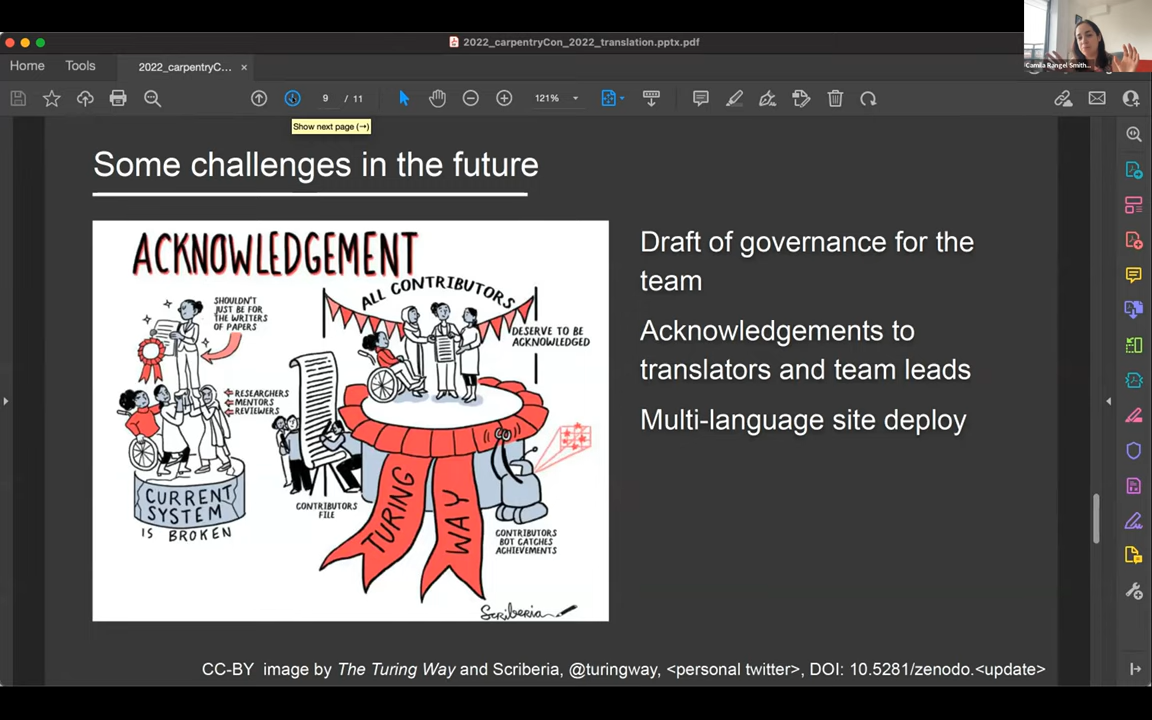 2022_carpentryCon_2022_translation.pptx.pdf
Camila Rangel Smith...
Home
Tools
2022_carpentryC...
9
/ 11
121%
Show next page (→)
Some challenges in the future
ACKNOWLEDGEMENT
SHOULDN'T
JUST BE FOR
THE WRITERS
OF PAPERS
RESEARCHERS
MENTORS
REVIEWERS
CURRENT
SYSTEM
IS BROKEN
ALL CONTRIBUTORS
DESERVE TO BE
ACKNOWLEDGED
CONTRIBUTORS
FILE
TURING
WAY
CONTRIBUTORS
BOT CATCHES
ACHIEVEMENTS
Scriberia
Draft of governance for the
team
Acknowledgements to
translators and team leads
Multi-language site deploy
CC-BY image by The Turing Way and Scriberia, @turingway, <personal twitter>, DOI: 10.5281/zenodo.<update>